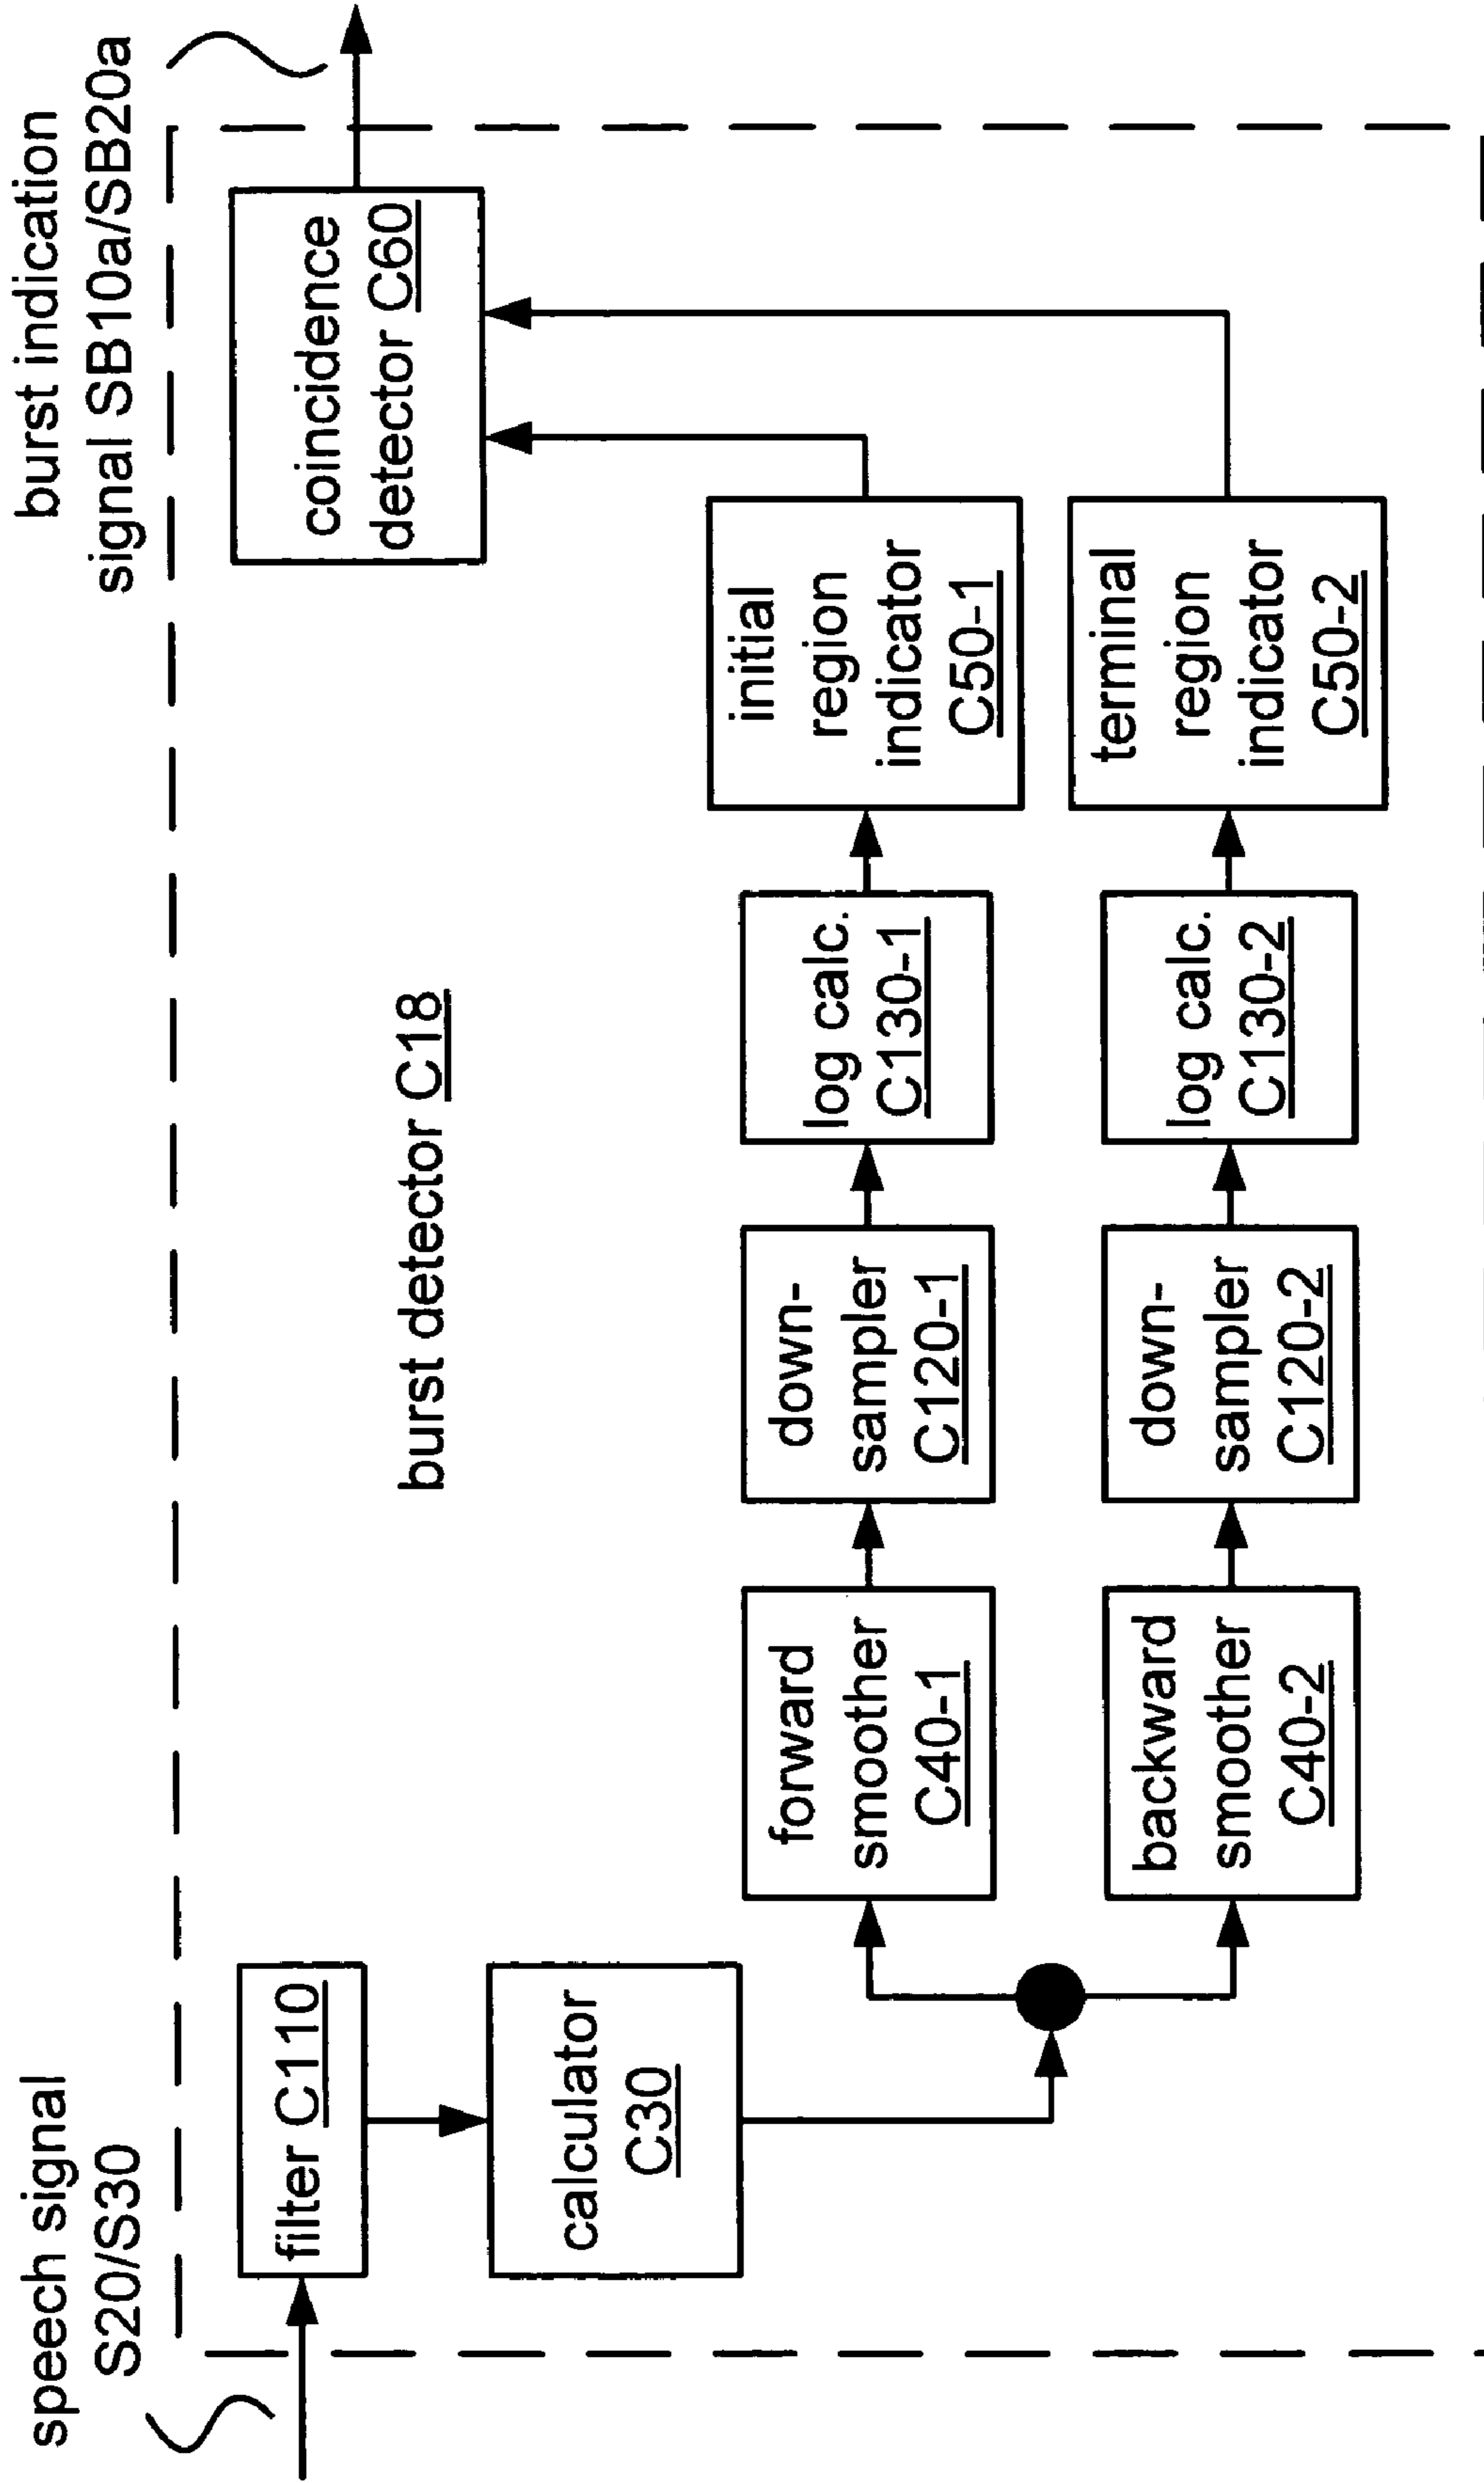 speech signal
S20/S30
burst indication
signal SB10a/SB20a
filter C110
coincidence
detector C60
calculator
C30
burst detector C18
forward
smoother
C40-1
down-
sampler
C120-1
log calc.
C130-1
initial
region
indicator
C50-1
backward
smoother
C40-2
down-
sampler
C120-2
log calc.
C130-2
terminal
region
indicator
C50-2